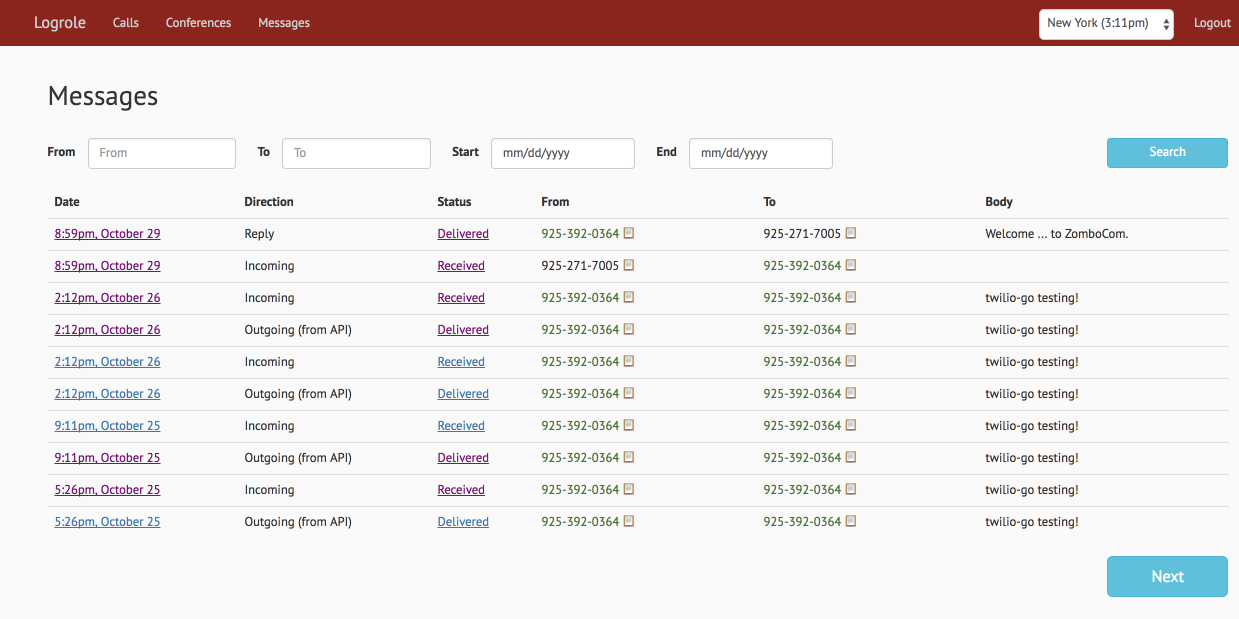 Logrole Calls Conferences Messages New York (3:11pm) Logout
Messages
From From To To Start mm/dd/yyyy End mm/dd/yyyy Search
Date Direction Status From To Body
8:59pm, October 29 Reply Delivered 925-392-0364 925-271-7005 Welcome ... to ZomboCom.
8:59pm, October 29 Incoming Received 925-271-7005 925-392-0364
2:12pm, October 26 Incoming Received 925-392-0364 925-392-0364 twilio-go testing!
2:12pm, October 26 Outgoing (from API) Delivered 925-392-0364 925-392-0364 twilio-go testing!
2:12pm, October 26 Incoming Received 925-392-0364 925-392-0364 twilio-go testing!
2:12pm, October 26 Outgoing (from API) Delivered 925-392-0364 925-392-0364 twilio-go testing!
9:11pm, October 25 Incoming Received 925-392-0364 925-392-0364 twilio-go testing!
9:11pm, October 25 Outgoing (from API) Delivered 925-392-0364 925-392-0364 twilio-go testing!
5:26pm, October 25 Incoming Received 925-392-0364 925-392-0364 twilio-go testing!
5:26pm, October 25 Outgoing (from API) Delivered 925-392-0364 925-392-0364 twilio-go testing!
Next